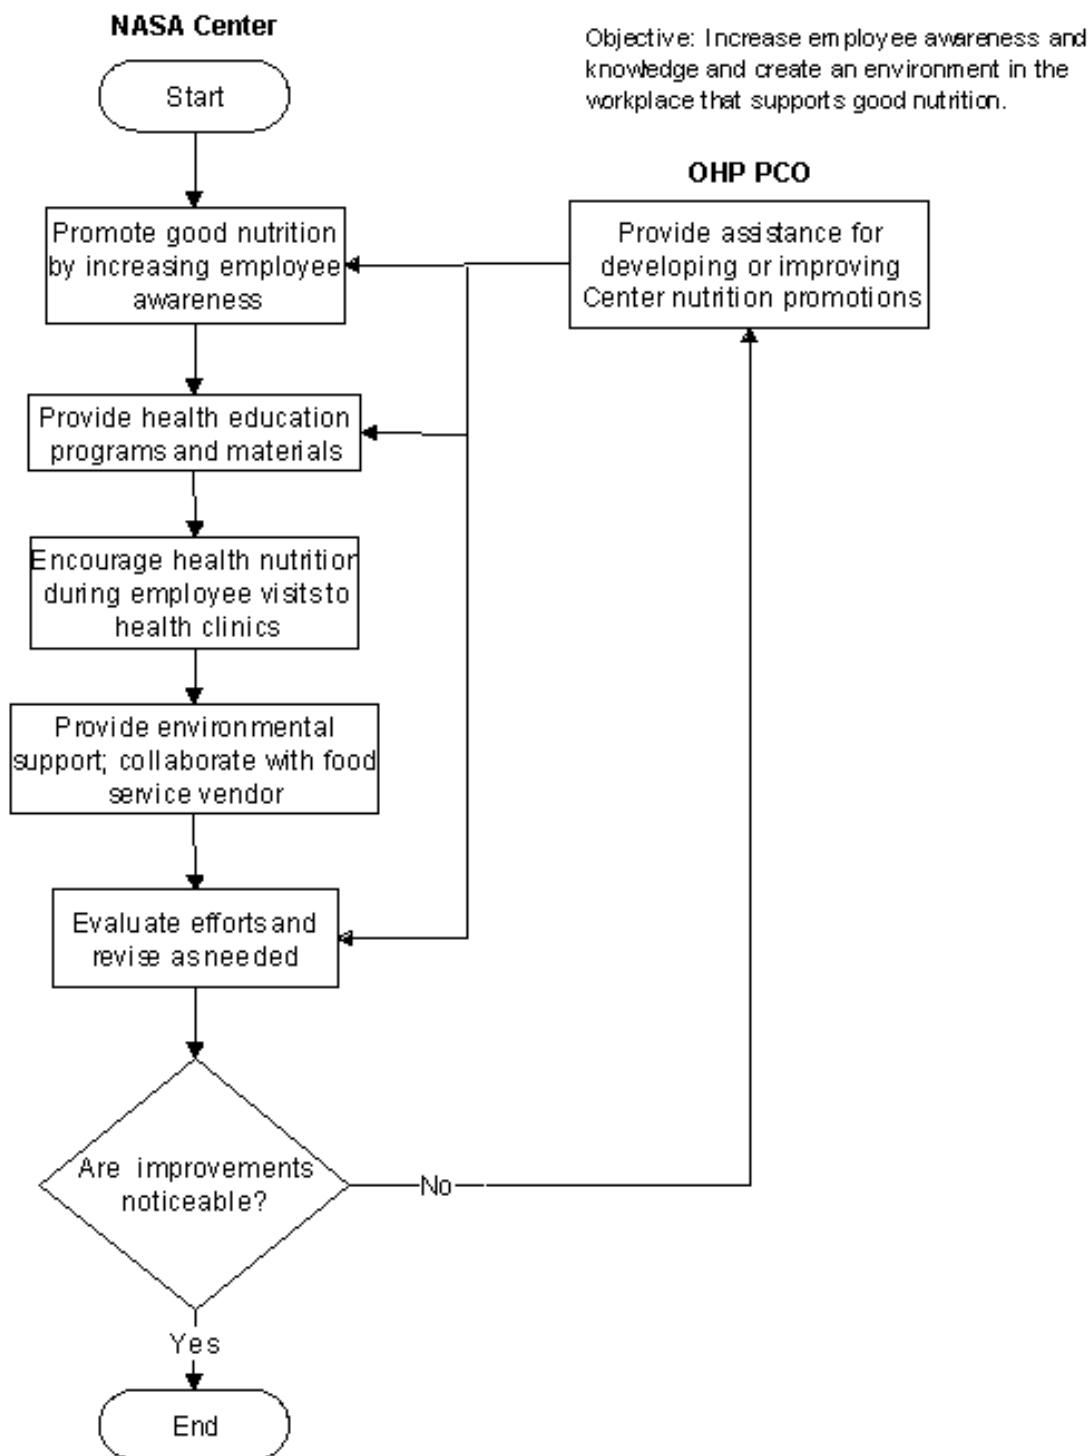 NASA Center
Objective: Increase employee awareness and
knowledge and create an environment in the
workplace that supports good nutrition.
Start
OHP PCO
Promote good nutrition
by increasing employee
awareness
Provide assistance for
developing or improving
Center nutrition promotions
Provide health education
programs and materials
Encourage health nutrition
during employee visits to
health clinics
Provide environmental
support; collaborate with food
service vendor
Evaluate efforts and
revise as needed
Are improvements
noticeable?
No
Yes
End